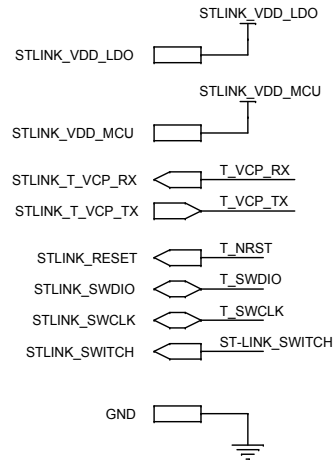 STLINK_VDD_LDO
STLINK_VDD_LDO
STLINK_VDD_MCU
STLINK_VDD_MCU
STLINK_T_VCP_RX T_VCP_RX
STLINK_T_VCP_TX T_VCP_TX
STLINK_RESET T_NRST
STLINK_SWDIO T_SWDIO
STLINK_SWCLK T_SWCLK
STLINK_SWITCH ST-LINK_SWITCH
GND